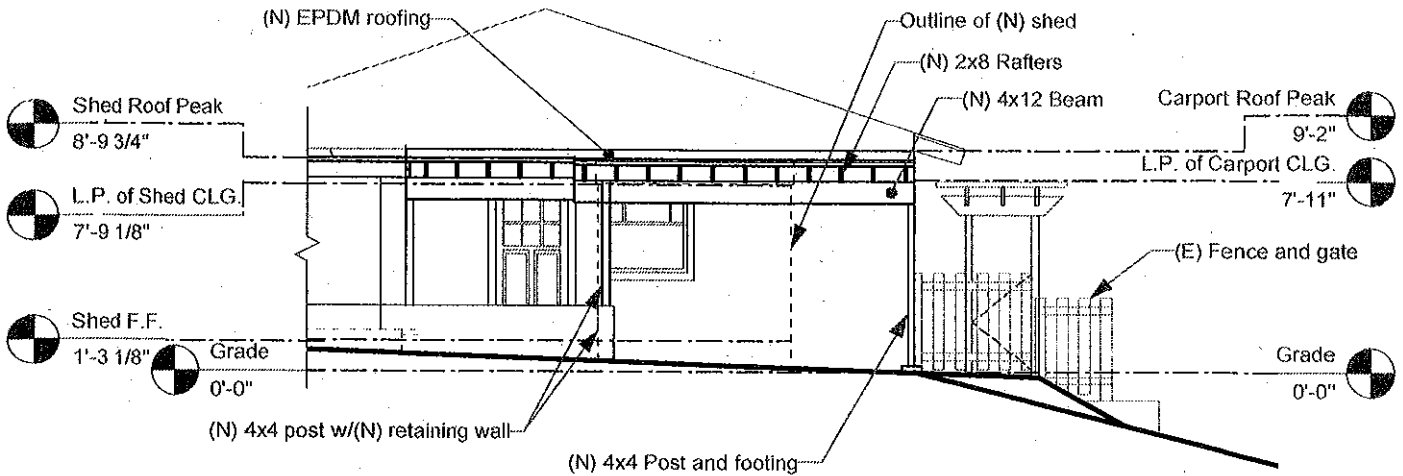 (N) EPDM roofing
Outline of (N) shed
(N) 2x8 Rafters
(N) 4x12 Beam
Shed Roof Peak
8'-9 3/4"
Carport Roof Peak
9'-2"
L.P. of Shed CLG.
7'-9 1/8"
L.P. of Carport CLG.
7'-11"
(E) Fence and gate
Shed F.F.
1'-3 1/8"
Grade
0'-0"
Grade
0'-0"
(N) 4x4 post w/(N) retaining wall
(N) 4x4 Post and footing